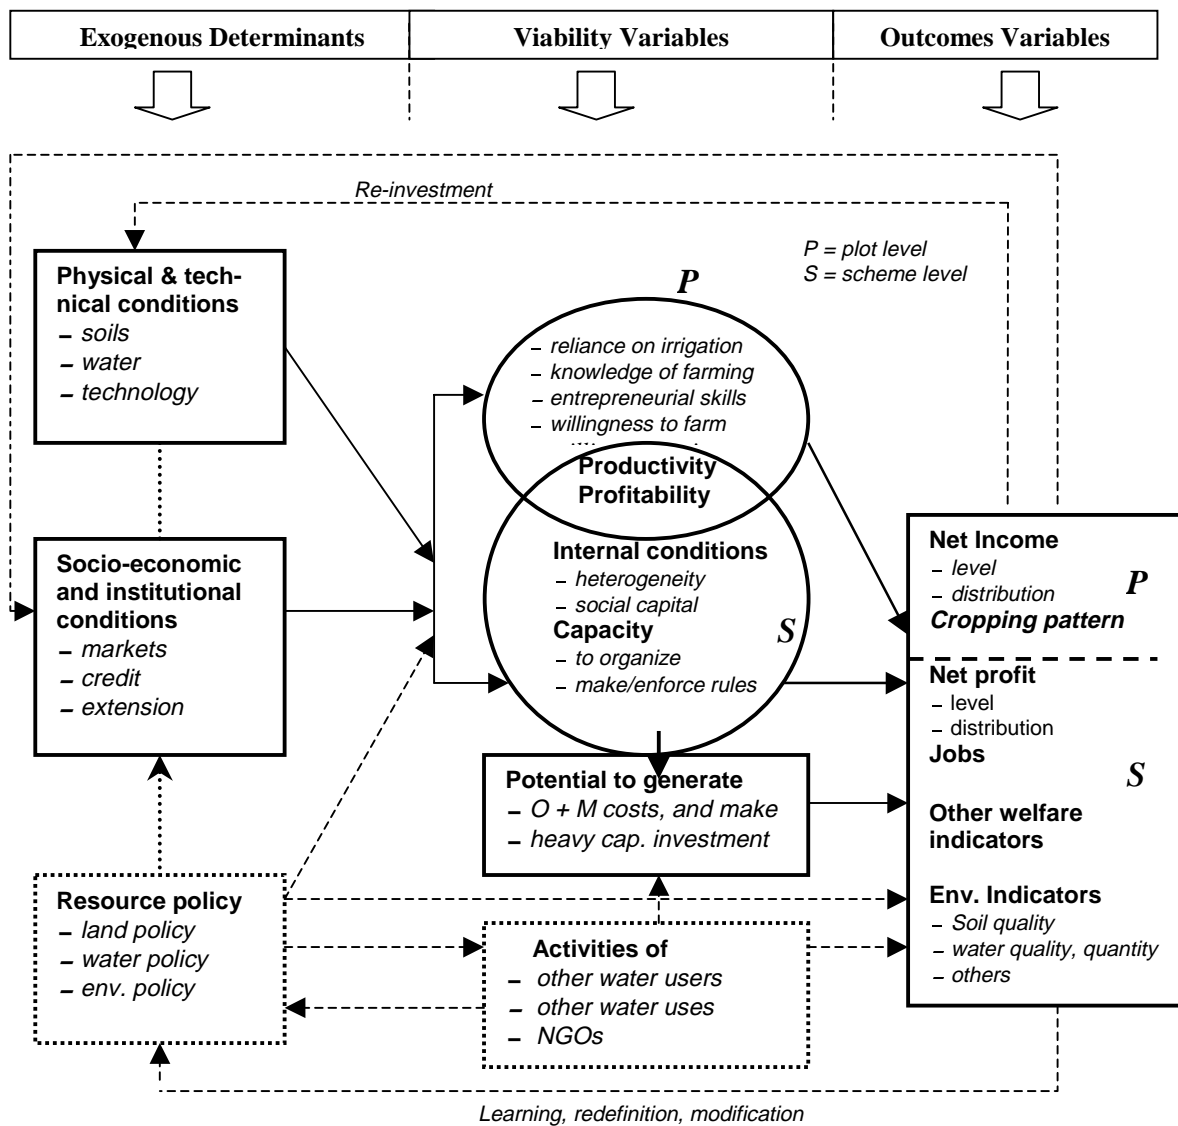 Exogenous Determinants
Viability Variables
Outcomes Variables
Re-investment
P = plot level
S = scheme level
Physical & tech-
nical conditions
– soils
– water
– technology
Socio-economic
and institutional
conditions
– markets
– credit
– extension
Resource policy
– land policy
– water policy
– env. policy
P
– reliance on irrigation
– knowledge of farming
– entrepreneurial skills
– willingness to farm
Productivity
Profitability
Internal conditions
– heterogeneity
– social capital
Capacity
– to organize
– make/enforce rules
S
Potential to generate
– O + M costs, and make
– heavy cap. investment
Activities of
– other water users
– other water uses
– NGOs
Net Income
– level
– distribution
Cropping pattern
P
Net profit
– level
– distribution
Jobs
S
Other welfare
indicators
Env. Indicators
– Soil quality
– water quality, quantity
– others
Learning, redefinition, modification